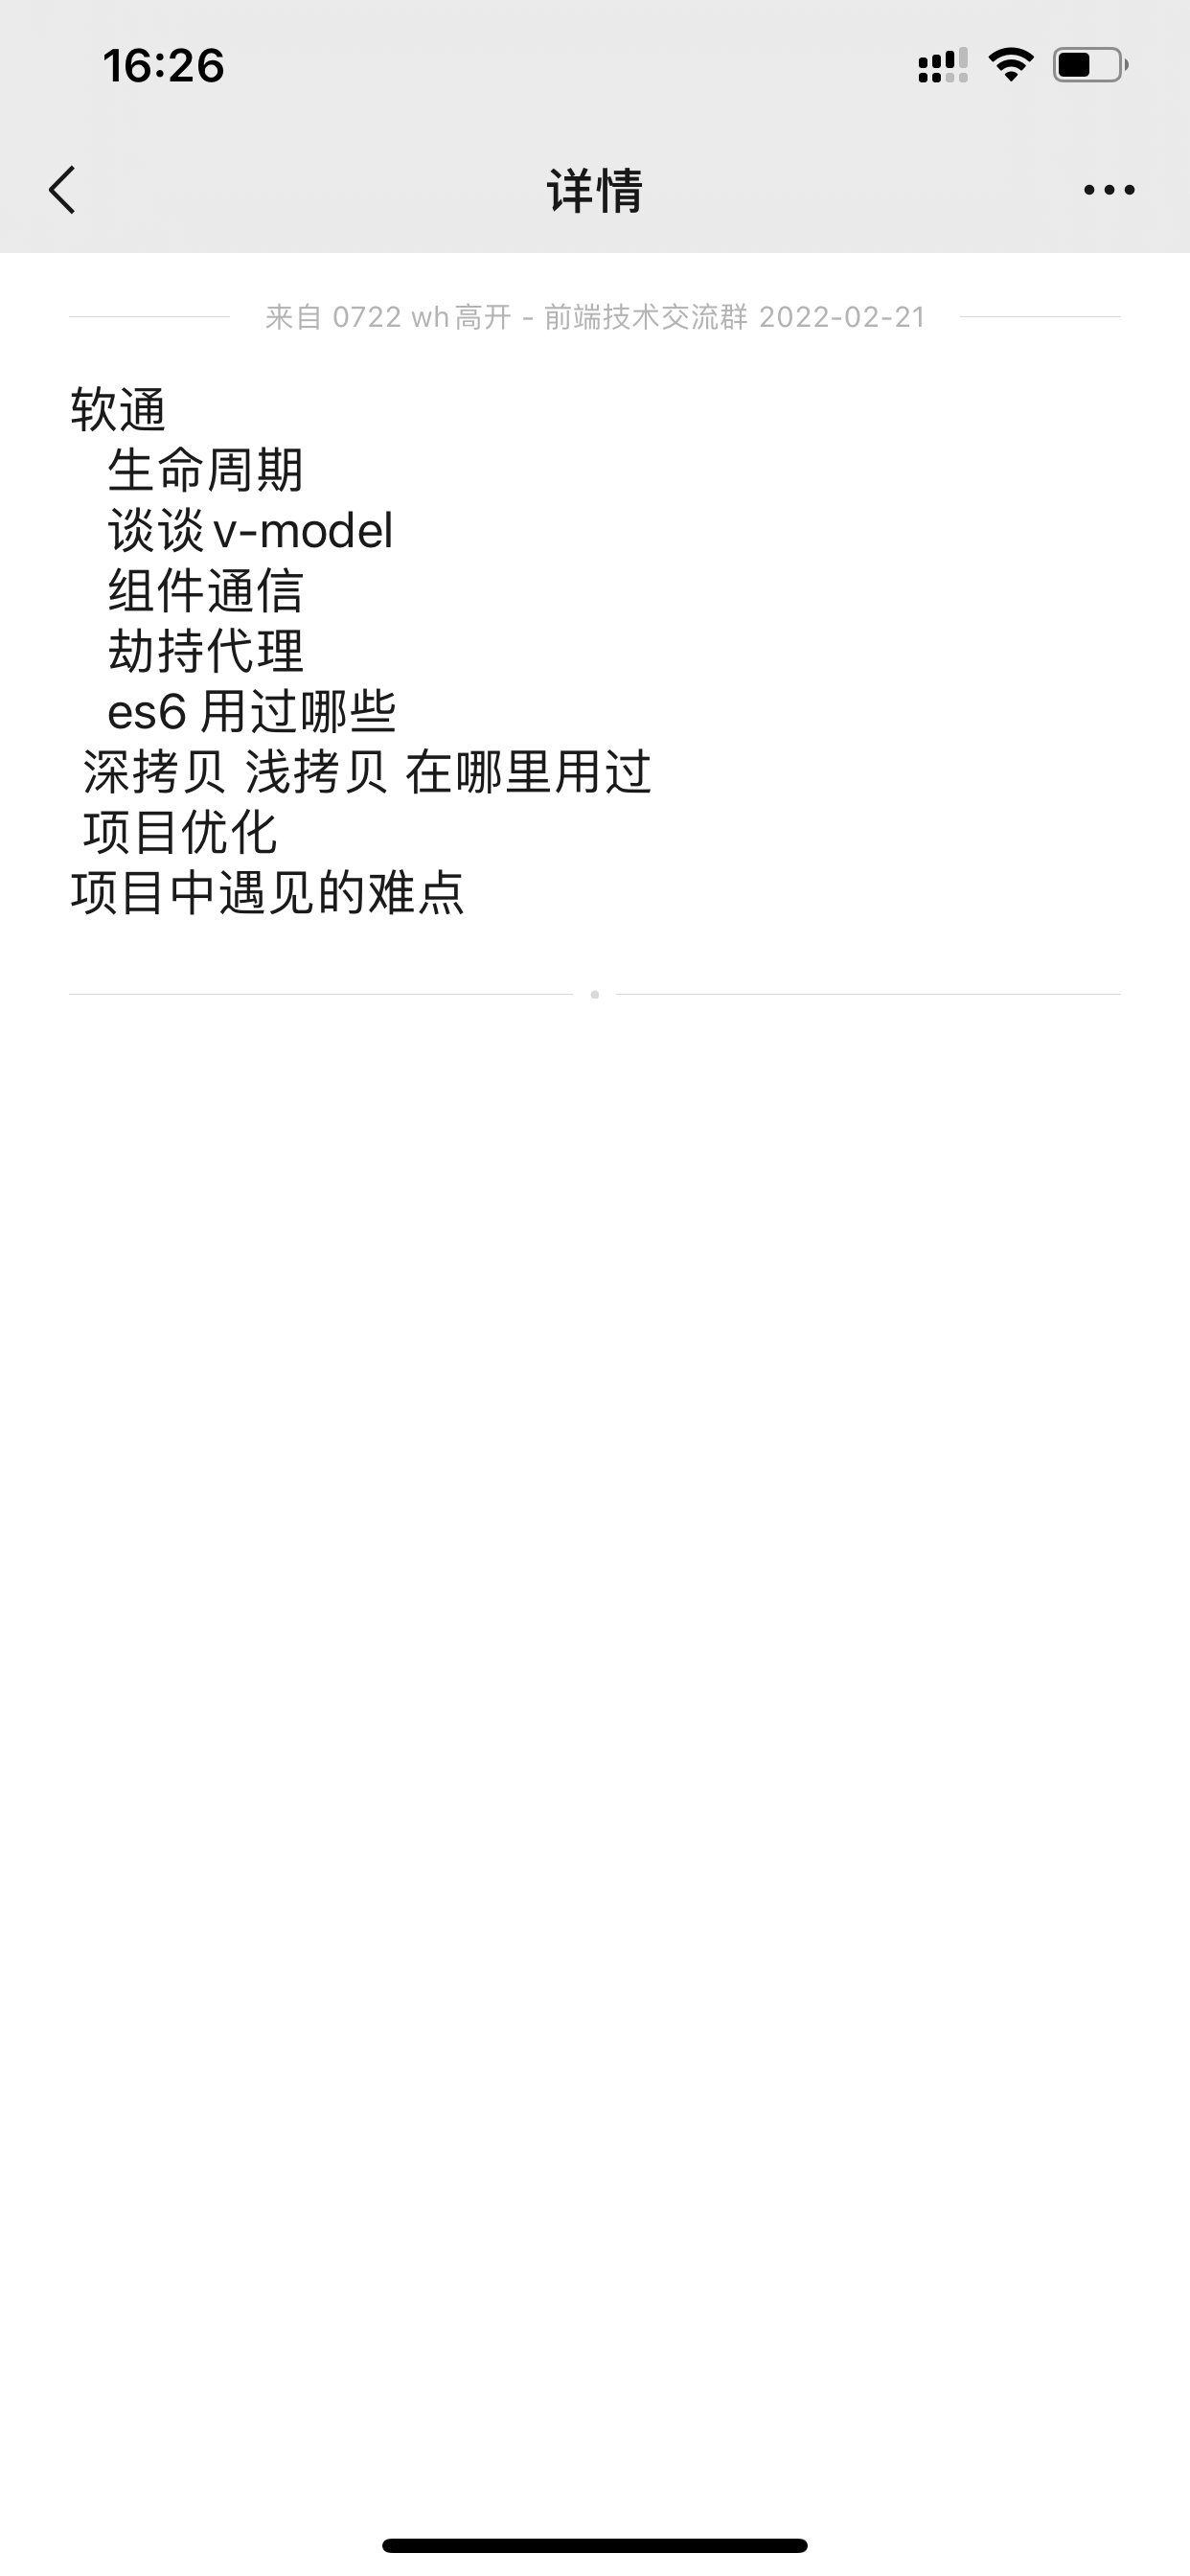 16:26
详情
来自 0722 wh高开 - 前端技术交流群 2022-02-21
软通
生命周期
谈谈v-model
组件通信
劫持代理
es6 用过哪些
深拷贝 浅拷贝 在哪里用过
项目优化
项目中遇见的难点